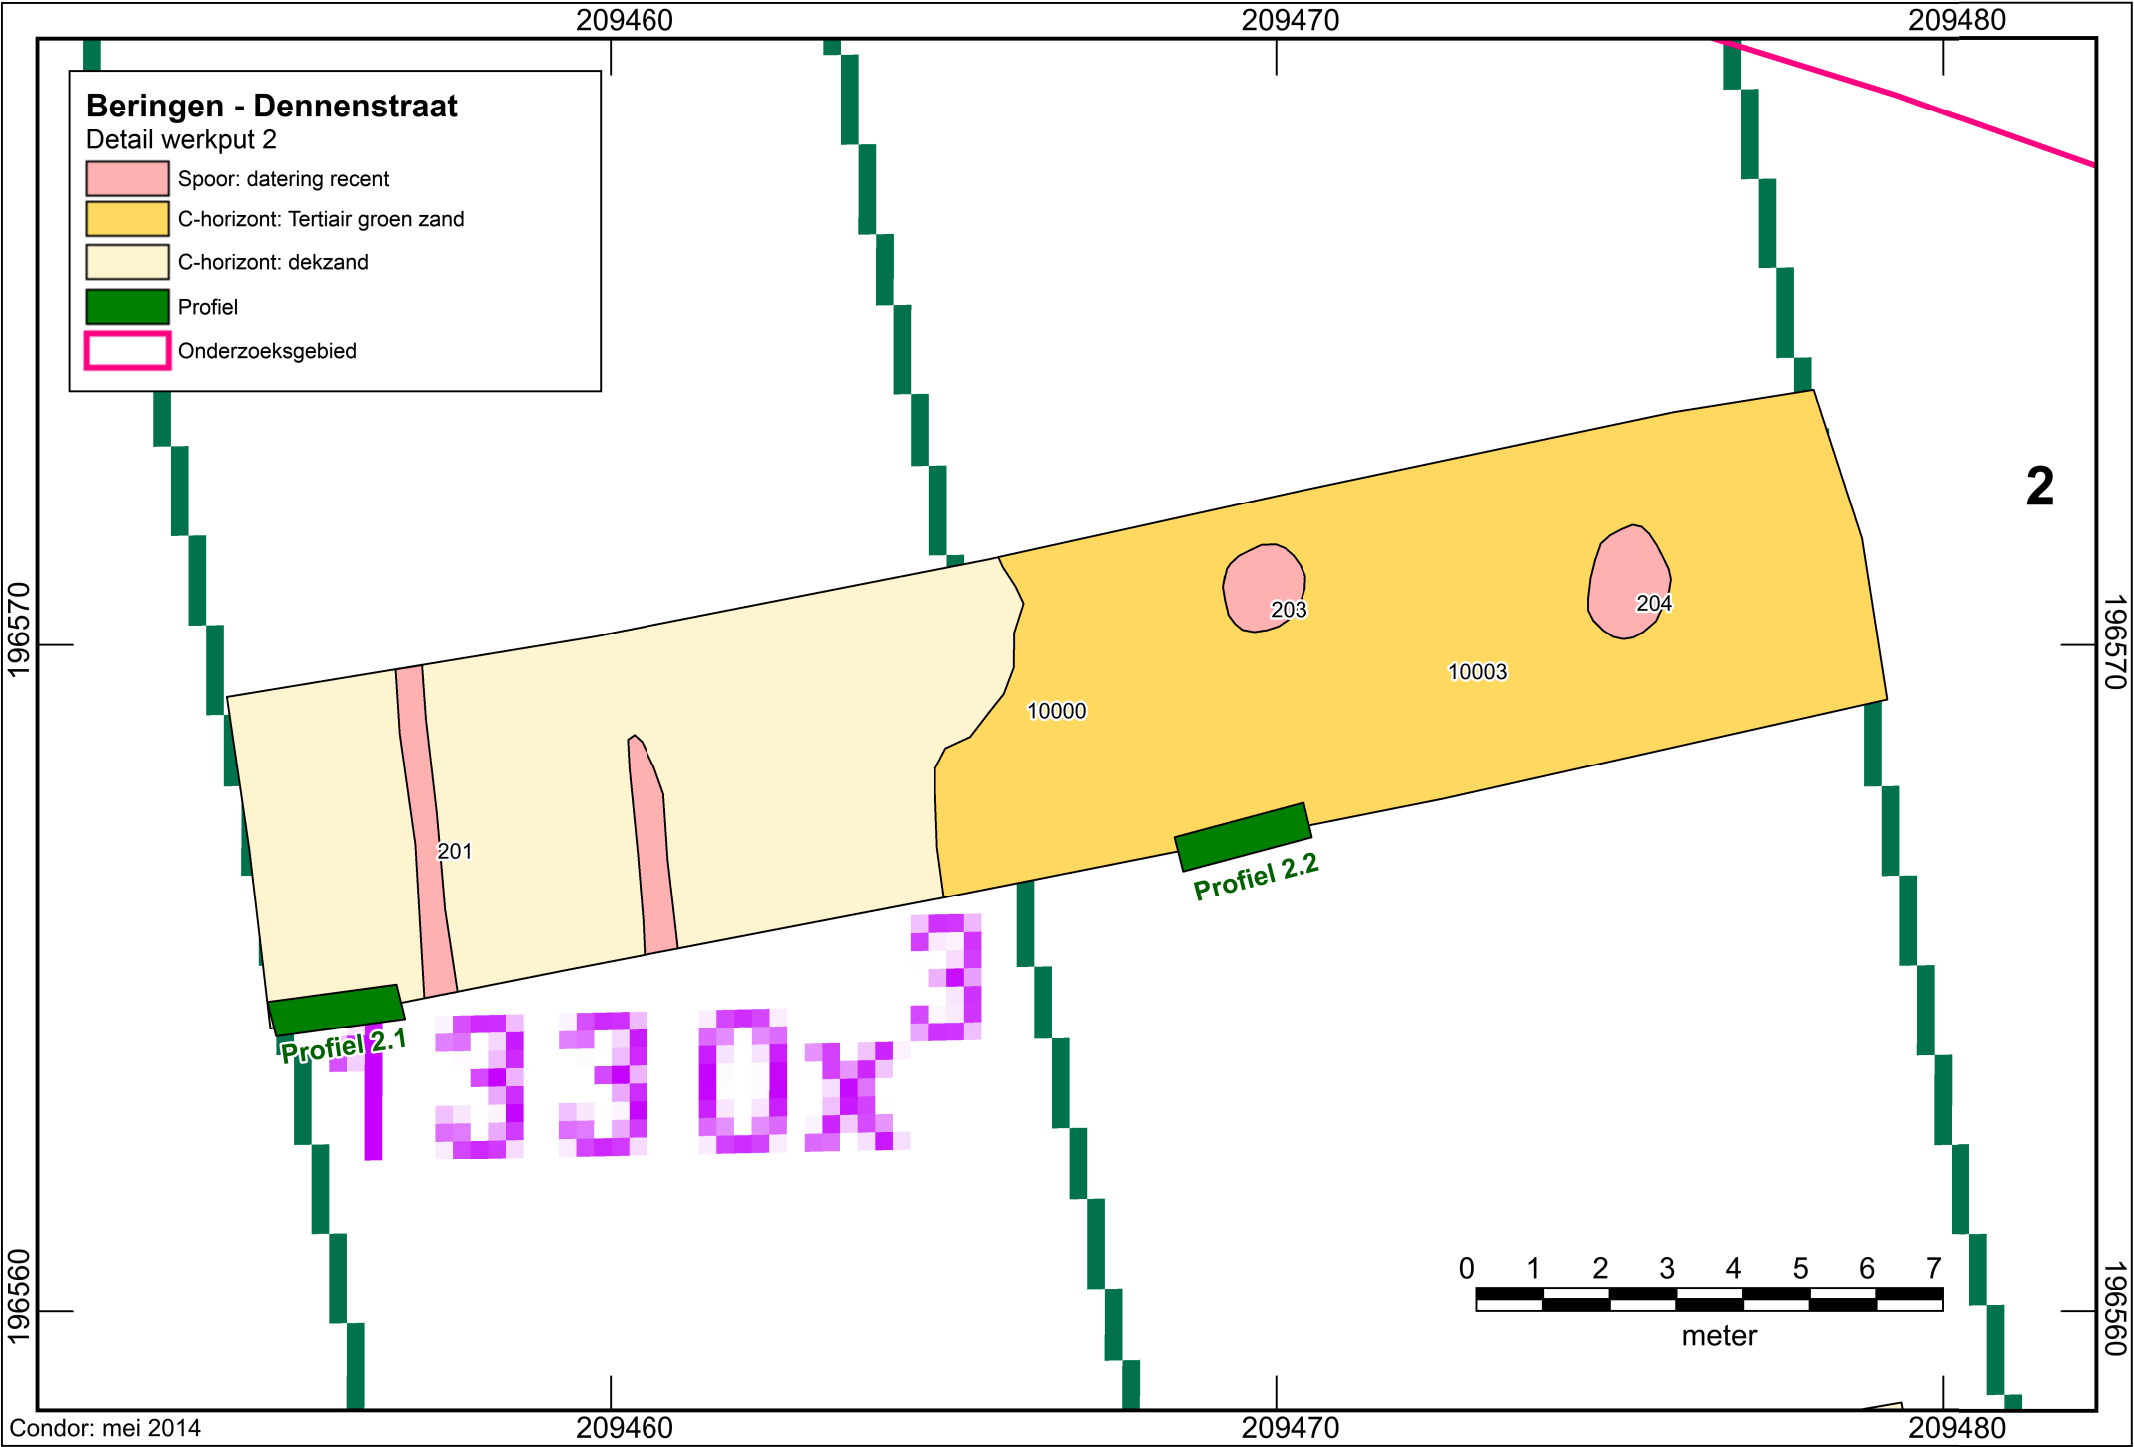 209460 209470 209480
Beringen - Dennenstraat
Detail werkput 2
Spoor: datering recent
C-horizont: Tertiair groen zand
C-horizont: dekzand
Profiel
Onderzoeksgebied
2
196570 196570
203
204
10003
10000
201
Profiel 2.2
Profiel 2.1
1330x3
0 1 2 3 4 5 6 7
meter
196560 196560
Condor: mei 2014
209460 209470 209480